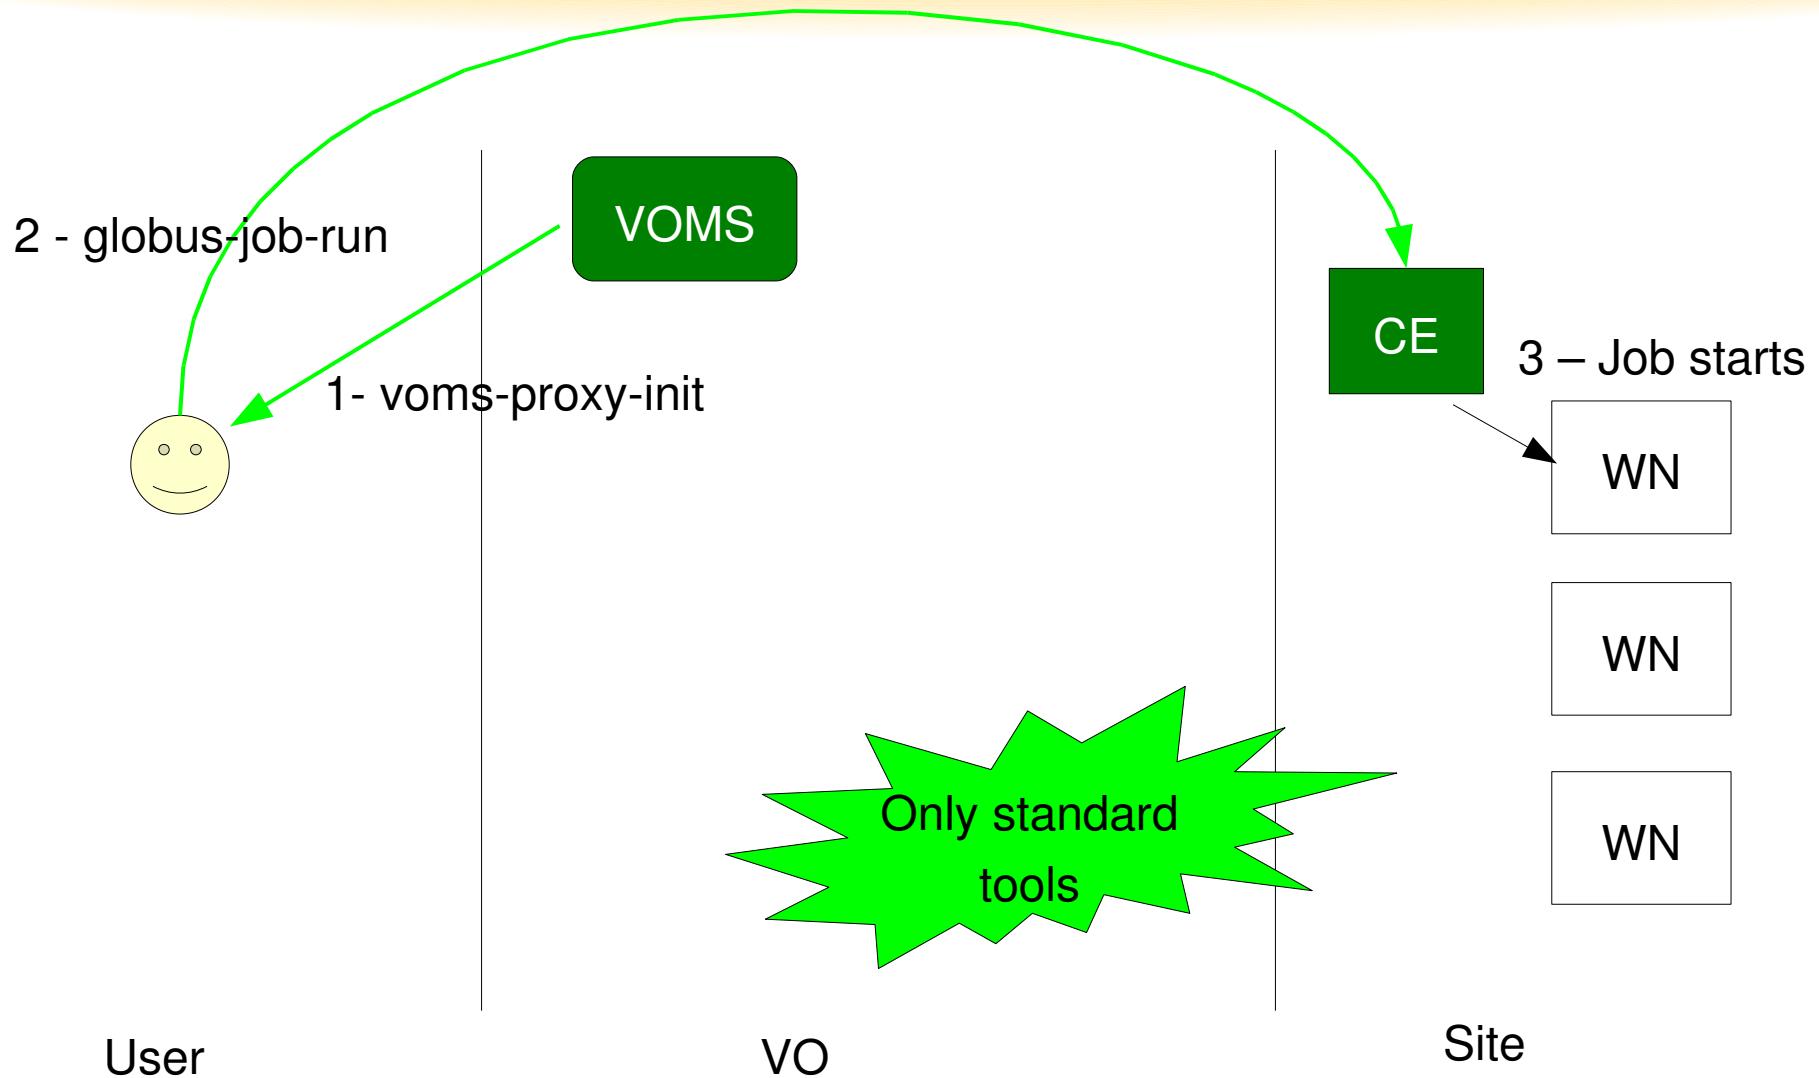 2 - globus-job-run
VOMS
CE
3 – Job starts
1- voms-proxy-init
WN
WN
Only standard
tools
WN
User
VO
Site